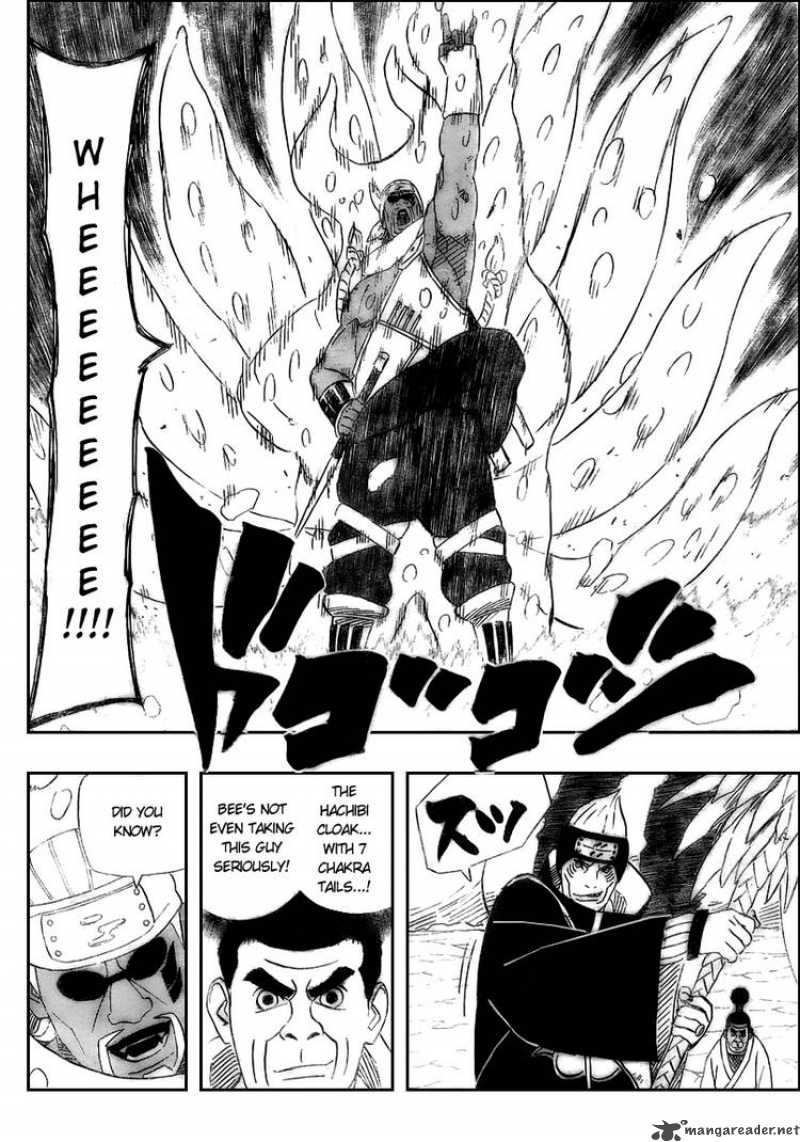 WHEEEEEEEEE!!!!
ドゴゴッ
ズッ
THE
HACHIBI
CLOAK...
WITH 7
CHAKRA
TAILS...!
BEE'S NOT
EVEN TAKING
THIS GUY
SERIOUSLY!
DID YOU
KNOW?
mangareader.net